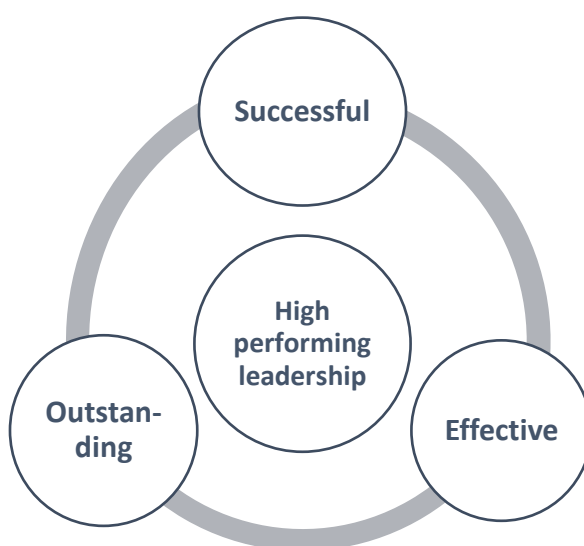 Successful
High
performing
leadership
Outstan-
ding
Effective